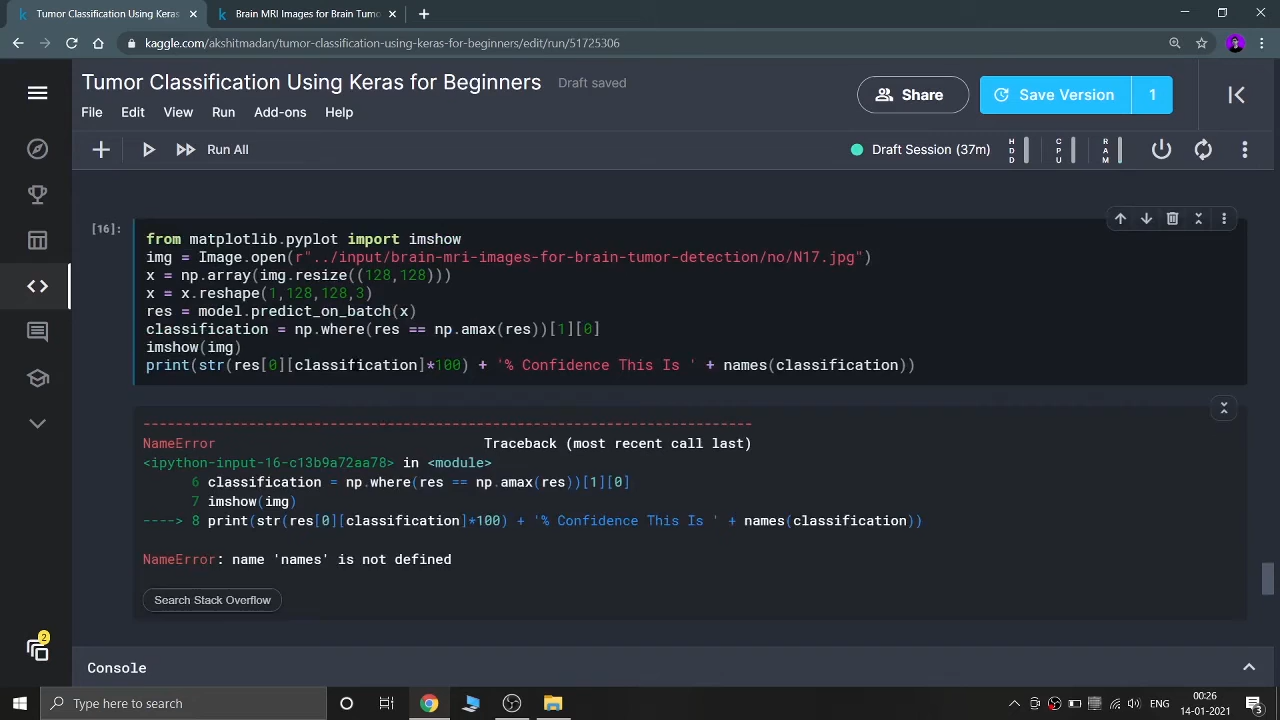 Tumor Classification Using Keras
Brain MRI Images for Brain Tumo
kaggle.com/akshitmadan/tumor-classification-using-keras-for-beginners/edit/run/51725306
Tumor Classification Using Keras for Beginners
Draft saved
Share
Save Version
1
File Edit View Run Add-ons Help
Run All
Draft Session (37m)
HDD
CPU
RAM
[16]:
from matplotlib.pyplot import imshow
img = Image.open(r"../input/brain-mri-images-for-brain-tumor-detection/no/N17.jpg")
x = np.array(img.resize((128,128)))
x = x.reshape(1,128,128,3)
res = model.predict_on_batch(x)
classification = np.where(res == np.amax(res))[1][0]
imshow(img)
print(str(res[0][classification]*100) + '% Confidence This Is ' + names(classification))
---------------------------------------------------------------------------
NameError Traceback (most recent call last)
<ipython-input-16-c13b9a72aa78> in <module>
6 classification = np.where(res == np.amax(res))[1][0]
7 imshow(img)
----> 8 print(str(res[0][classification]*100) + '% Confidence This Is ' + names(classification))
NameError: name 'names' is not defined
Search Stack Overflow
2
Console
Type here to search
ENG
00:26
14-01-2021
3